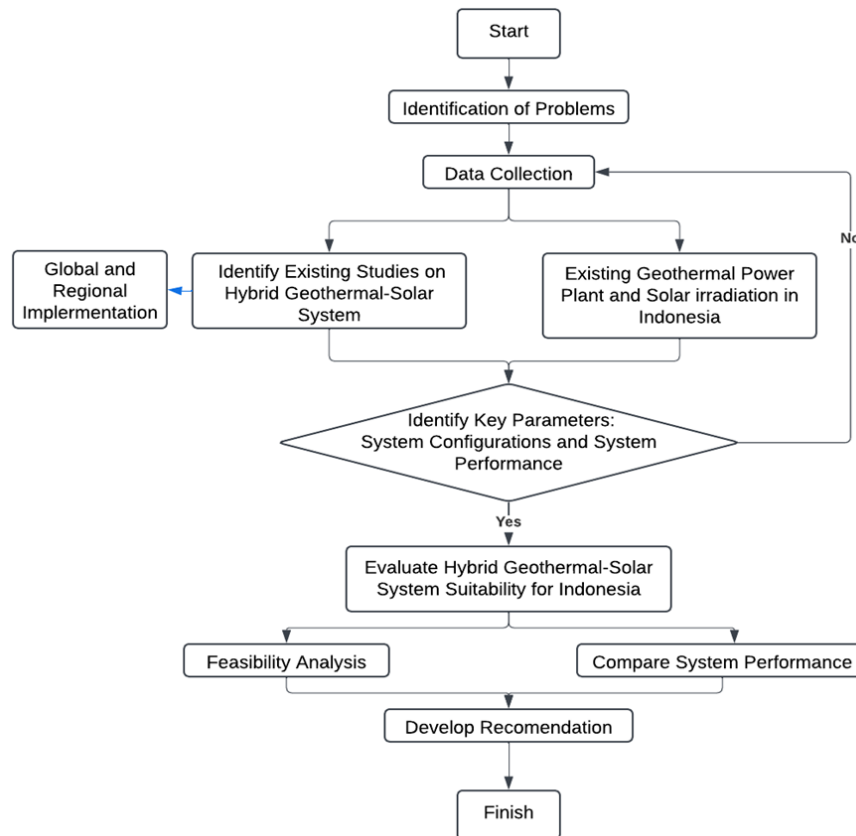 Start
Identification of Problems
Data Collection
No
Global and
Regional
Implermentation
Identify Existing Studies on
Hybrid Geothermal-Solar
System
Existing Geothermal Power
Plant and Solar irradiation in
Indonesia
Identify Key Parameters:
System Configurations and System
Performance
Yes
Evaluate Hybrid Geothermal-Solar
System Suitability for Indonesia
Feasibility Analysis
Compare System Performance
Develop Recomendation
Finish